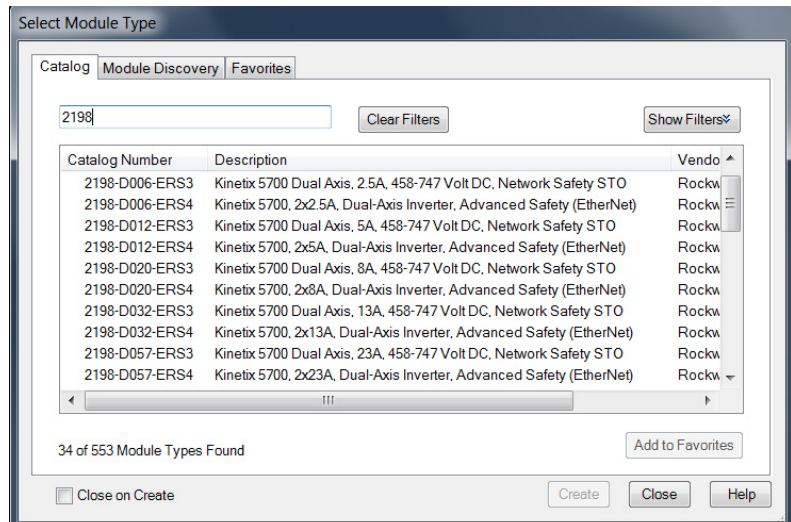 Select Module Type
Catalog Module Discovery Favorites
2198 Clear Filters Show Filters
Catalog Number Description Vendo
2198-D006-ERS3 Kinetix 5700 Dual Axis, 2.5A, 458-747 Volt DC, Network Safety STO Rockw
2198-D006-ERS4 Kinetix 5700, 2x2.5A, Dual-Axis Inverter, Advanced Safety (EtherNet) Rockw
2198-D012-ERS3 Kinetix 5700 Dual Axis, 5A, 458-747 Volt DC, Network Safety STO Rockw
2198-D012-ERS4 Kinetix 5700, 2x5A, Dual-Axis Inverter, Advanced Safety (EtherNet) Rockw
2198-D020-ERS3 Kinetix 5700 Dual Axis, 8A, 458-747 Volt DC, Network Safety STO Rockw
2198-D020-ERS4 Kinetix 5700, 2x8A, Dual-Axis Inverter, Advanced Safety (EtherNet) Rockw
2198-D032-ERS3 Kinetix 5700 Dual Axis, 13A, 458-747 Volt DC, Network Safety STO Rockw
2198-D032-ERS4 Kinetix 5700, 2x13A, Dual-Axis Inverter, Advanced Safety (EtherNet) Rockw
2198-D057-ERS3 Kinetix 5700 Dual Axis, 23A, 458-747 Volt DC, Network Safety STO Rockw
2198-D057-ERS4 Kinetix 5700, 2x23A, Dual-Axis Inverter, Advanced Safety (EtherNet) Rockw
34 of 553 Module Types Found Add to Favorites
Close on Create Create Close Help